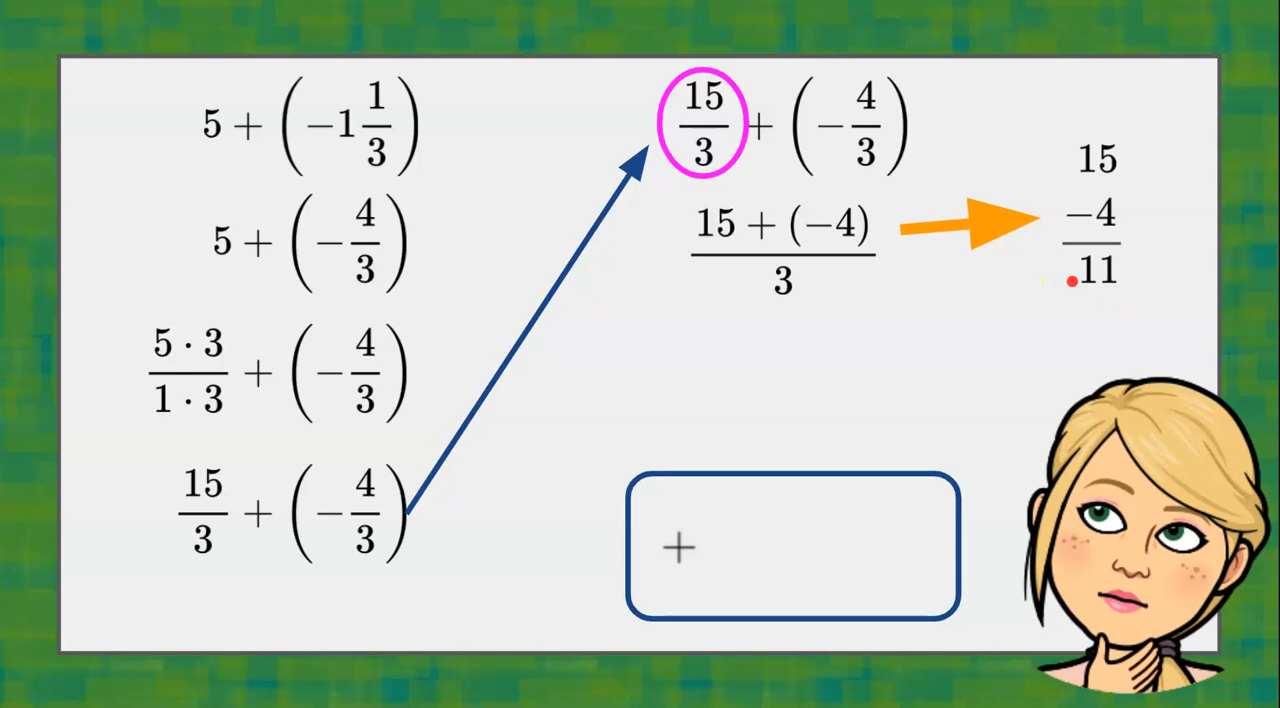 5 + (−1 1/3)
5 + (−4/3)
5 · 3/1 · 3 + (−4/3)
15/3 + (−4/3)
15/3 + (−4/3)
15 + (−4)/3
15
−4
11
+